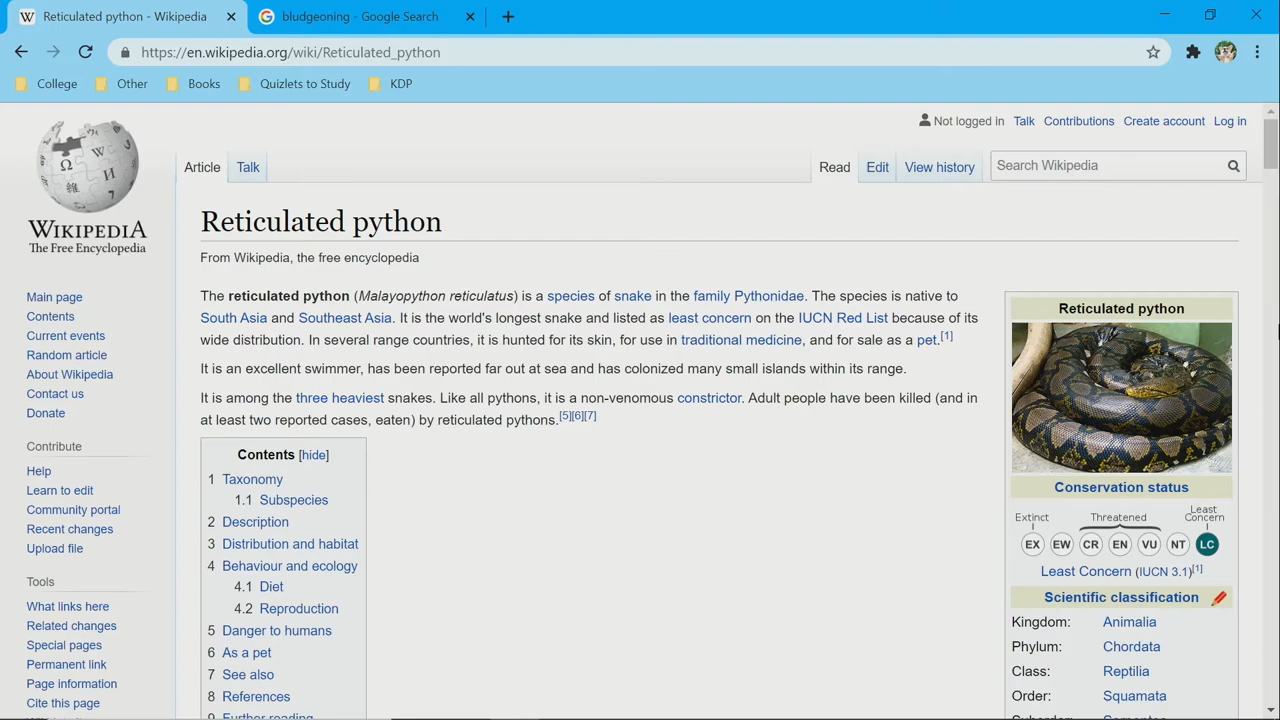 Reticulated python - Wikipedia
bludgeoning - Google Search
https://en.wikipedia.org/wiki/Reticulated_python
College Other Books Quizlets to Study KDP
Not logged in Talk Contributions Create account Log in
Article Talk Read Edit View history Search Wikipedia
WIKIPEDIA
The Free Encyclopedia
Main page
Contents
Current events
Random article
About Wikipedia
Contact us
Donate
Contribute
Help
Learn to edit
Community portal
Recent changes
Upload file
Tools
What links here
Related changes
Special pages
Permanent link
Page information
Cite this page
Reticulated python
From Wikipedia, the free encyclopedia
The reticulated python (Malayopython reticulatus) is a species of snake in the family Pythonidae. The species is native to
South Asia and Southeast Asia. It is the world's longest snake and listed as least concern on the IUCN Red List because of its
wide distribution. In several range countries, it is hunted for its skin, for use in traditional medicine, and for sale as a pet.[1]
It is an excellent swimmer, has been reported far out at sea and has colonized many small islands within its range.
It is among the three heaviest snakes. Like all pythons, it is a non-venomous constrictor. Adult people have been killed (and in
at least two reported cases, eaten) by reticulated pythons.[5][6][7]
Contents [hide]
1 Taxonomy
1.1 Subspecies
2 Description
3 Distribution and habitat
4 Behaviour and ecology
4.1 Diet
4.2 Reproduction
5 Danger to humans
6 As a pet
7 See also
8 References
9 Further reading
Reticulated python
Conservation status
Extinct Threatened Least Concern
EX EW CR EN VU NT LC
Least Concern (IUCN 3.1)[1]
Scientific classification
Kingdom: Animalia
Phylum: Chordata
Class: Reptilia
Order: Squamata